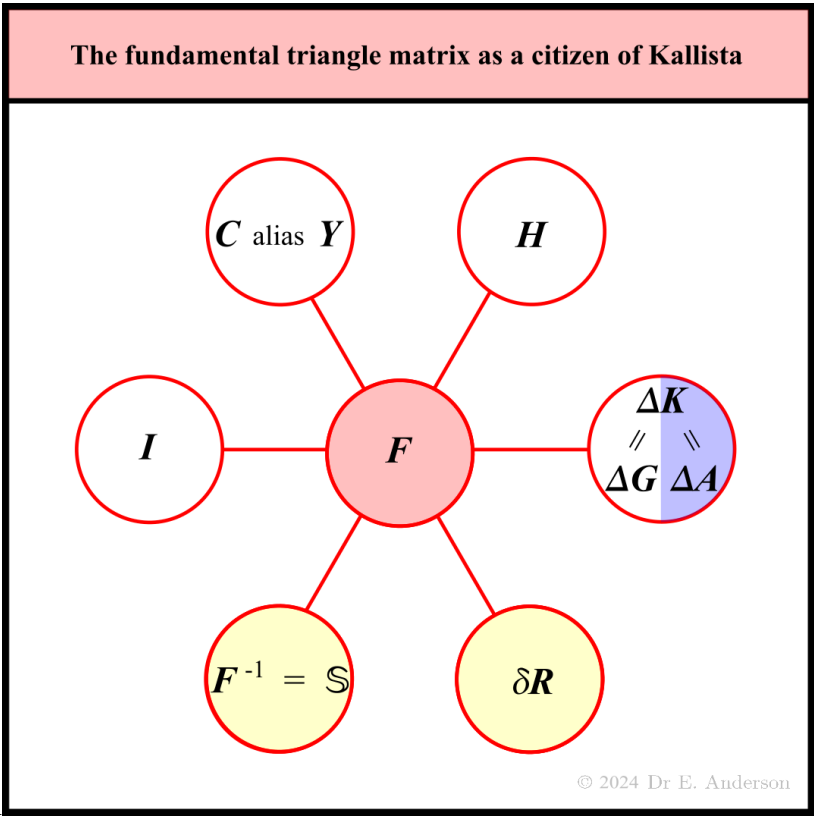 The fundamental triangle matrix as a citizen of Kallista
C alias Y
H
I
F
ΔK
= =
ΔG ΔA
F⁻¹ = 𝕊
δR
© 2024 Dr E. Anderson